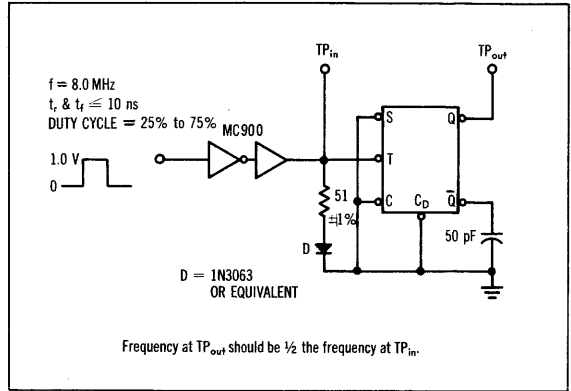 TP_in
TP_out
f = 8.0 MHz
t_r & t_f ≦ 10 ns
DUTY CYCLE = 25% to 75%
MC900
1.0 V
0
S
Q
T
C
C_D
Q̅
51
±1%
D
50 pF
D = 1N3063
OR EQUIVALENT
Frequency at TP_out should be ½ the frequency at TP_in.